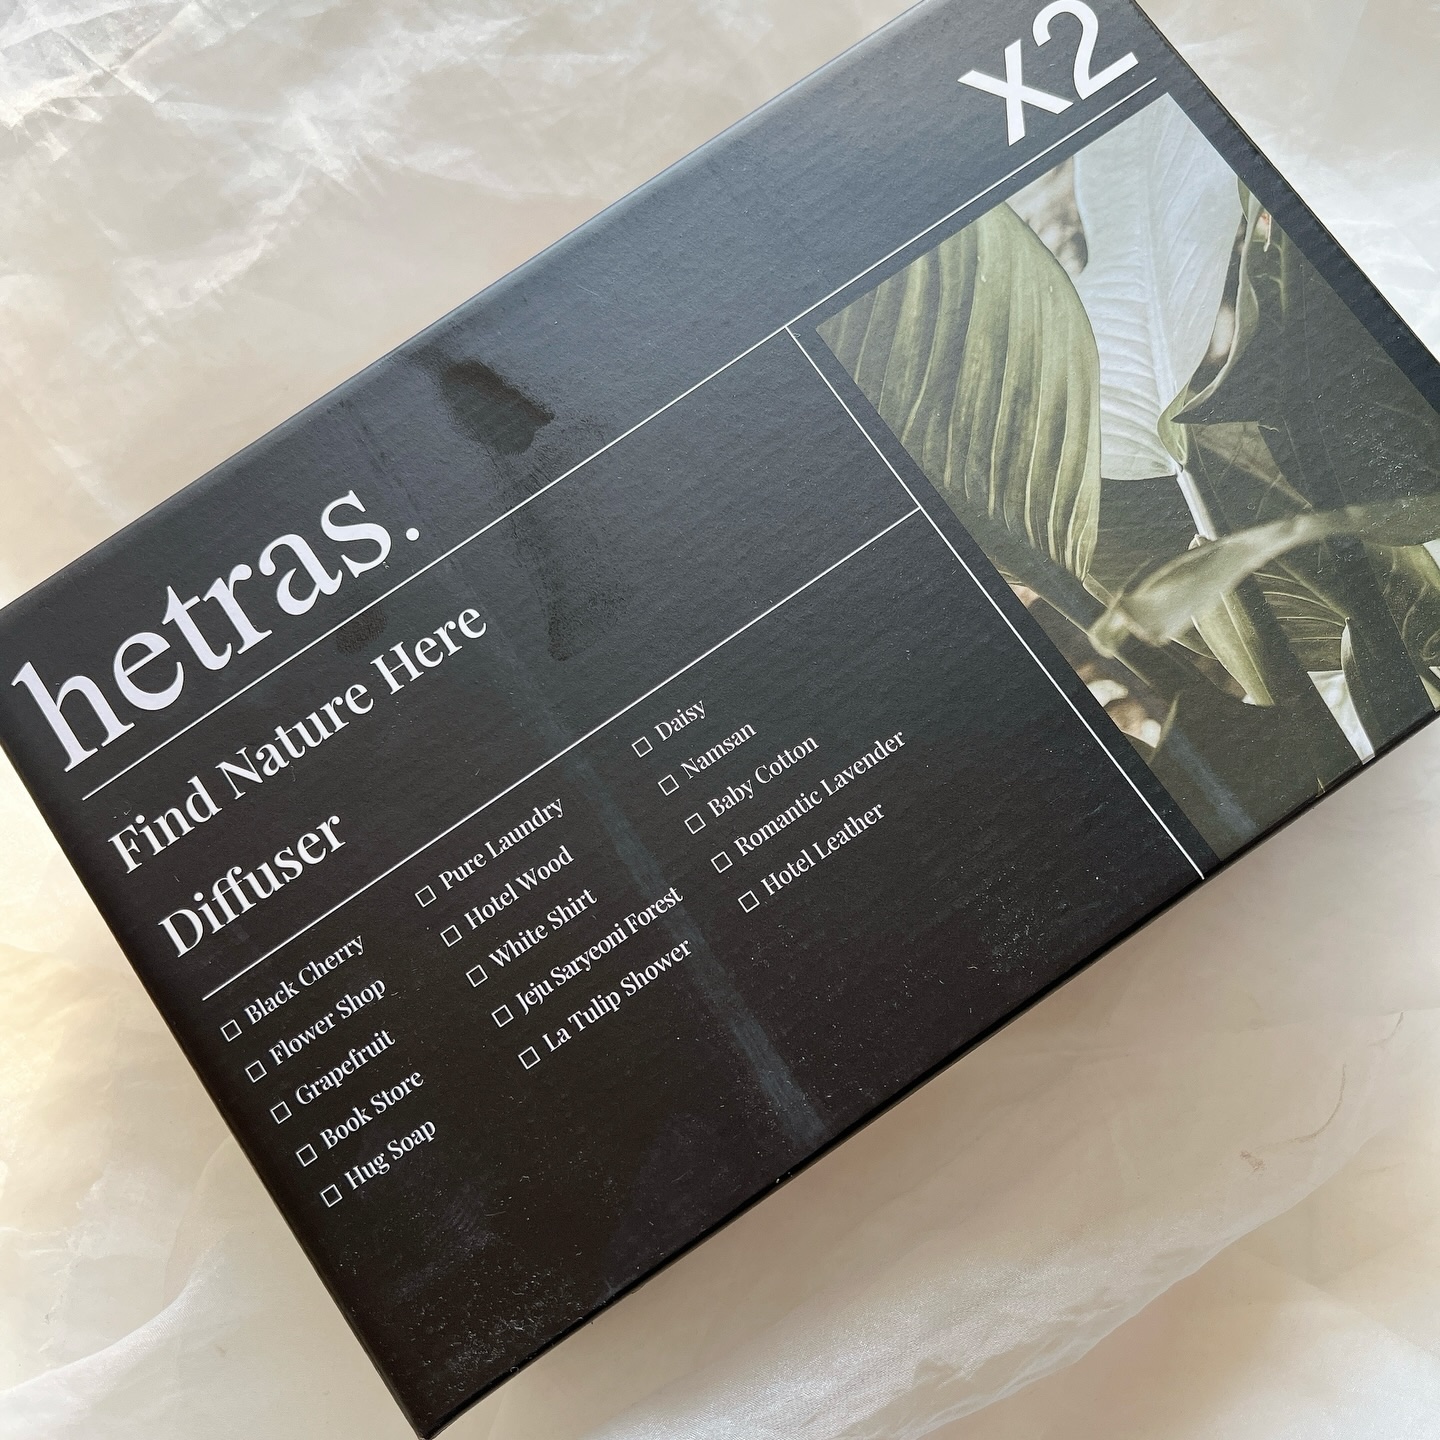 X2
hetras.
Find Nature Here
Diffuser
□ Black Cherry
□ Flower Shop
□ Grapefruit
□ Book Store
□ Hug Soap
□ Pure Laundry
□ Hotel Wood
□ White Shirt
□ Jeju Saryeoni Forest
□ La Tulip Shower
□ Daisy
□ Namsan
□ Baby Cotton
□ Romantic Lavender
□ Hotel Leather